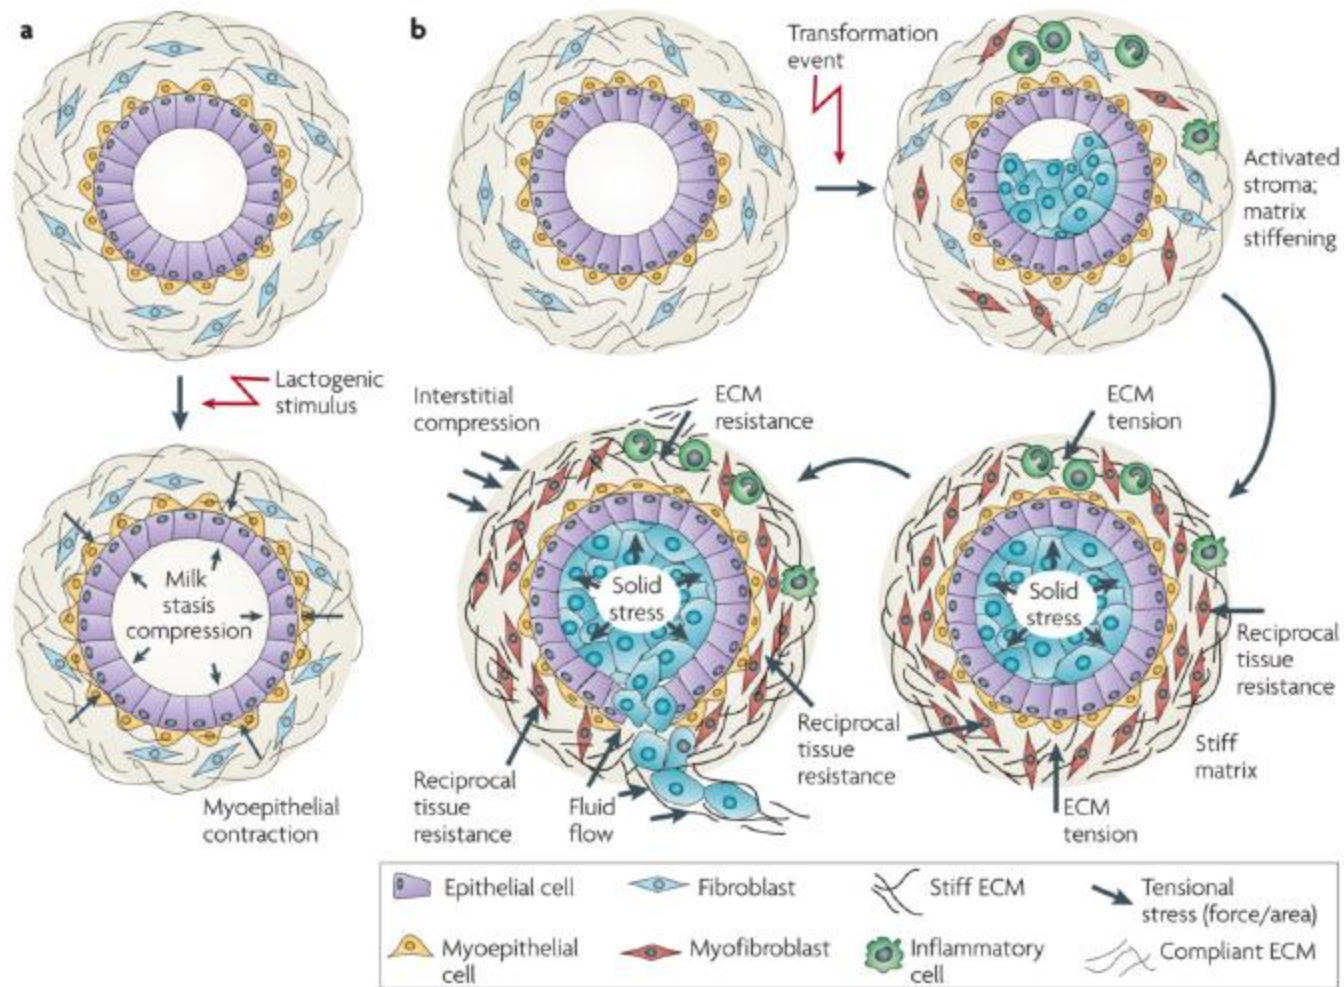 a
b
Transformation
event
Activated
stroma;
matrix
stiffening
Lactogenic
stimulus
Milk
stasis
compression
Myoepithelial
contraction
Interstitial
compression
ECM
resistance
Solid
stress
Reciprocal
tissue
resistance
Fluid
flow
Reciprocal
tissue
resistance
ECM
tension
Solid
stress
Reciprocal
tissue
resistance
Stiff
matrix
ECM
tension
Epithelial cell
Fibroblast
Stiff ECM
Tensional
stress (force/area)
Myoepithelial
cell
Myofibroblast
Inflammatory
cell
Compliant ECM